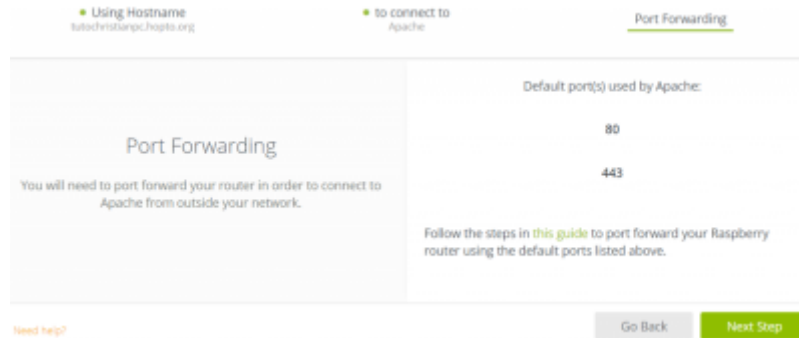 Using Hostname
tutochristianpc.hopto.org
to connect to
Apache
Port Forwarding
Port Forwarding
You will need to port forward your router in order to connect to
Apache from outside your network.
Default port(s) used by Apache:
80
443
Follow the steps in this guide to port forward your Raspberry
router using the default ports listed above.
Need help?
Go Back
Next Step